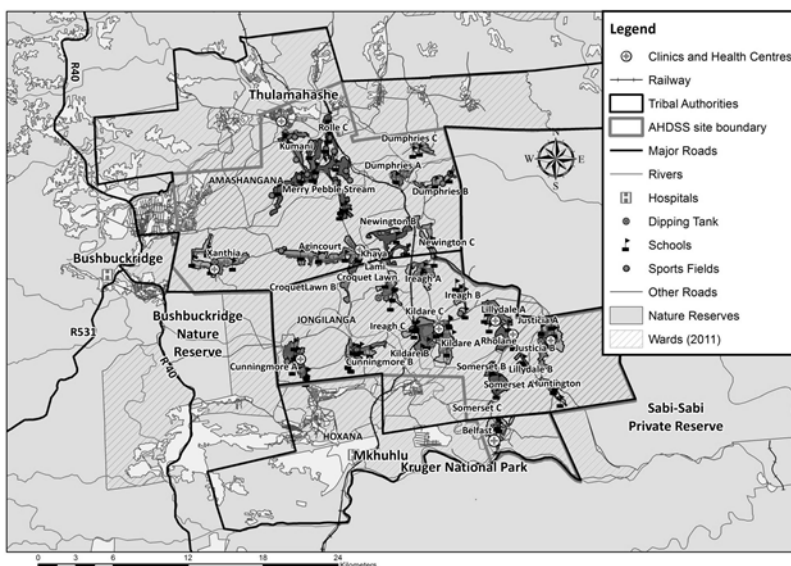 Legend
Clinics and Health Centres
Railway
Tribal Authorities
AHDSS site boundary
Major Roads
Rivers
Hospitals
Dipping Tank
Schools
Sports Fields
Other Roads
Nature Reserves
Wards (2011)
N
W E
S
R40
Thulamahashe
Rolle C
Kumani
Dumphries C
Dumphries A
AMASHANGANA
Merry Pebble Stream
Dumphries B
Newington B
Newington C
Xanthia
Agincourt
Khaya
Lami
Bushbuckridge
H
Croquet Lawn
Ireagh A
CroquetLawn B
Ireagh B
Bushbuckridge
Nature
Reserve
JONGILANGA
Kildare C
Lillydale A
Justicia A
Ireagh C
R531
Kildare A
Rholane
Kildare B
Justicia B
R 40
Cunningmore A
Cunningmore B
Lillydale B
Somerset B
Somerset A
Huntington
Somerset C
Sabi-Sabi
Private Reserve
HOXANA
Belfast
Mkhuhlu
H
Kruger National Park
0 3 6 12 18 24
Kilometers